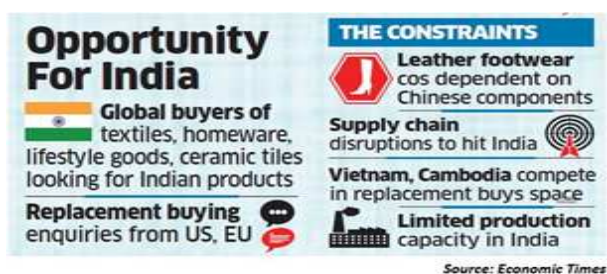 Opportunity
For India
Global buyers of
textiles, homeware,
lifestyle goods, ceramic tiles
looking for Indian products
Replacement buying
enquiries from US, EU
THE CONSTRAINTS
Leather footwear
cos dependent on
Chinese components
Supply chain
disruptions to hit India
Vietnam, Cambodia compete
in replacement buys space
Limited production
capacity in India
Source: Economic Times